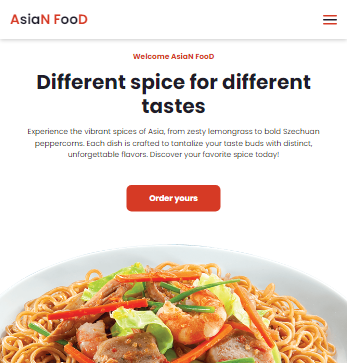 AsiaN FooD
Welcome AsiaN FooD
Different spice for different
tastes
Experience the vibrant spices of Asia, from zesty lemongrass to bold Szechuan
peppercorns. Each dish is crafted to tantalize your taste buds with distinct,
unforgettable flavors. Discover your favorite spice today!
Order yours